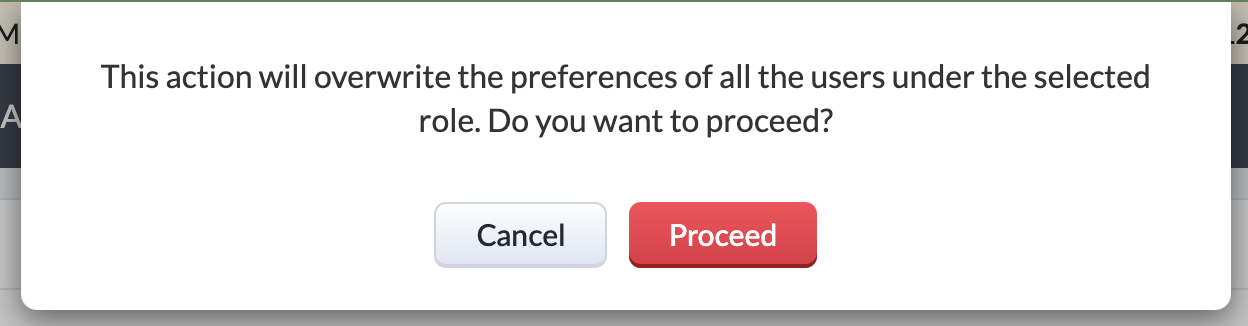 This action will overwrite the preferences of all the users under the selected
role. Do you want to proceed?
Cancel
Proceed